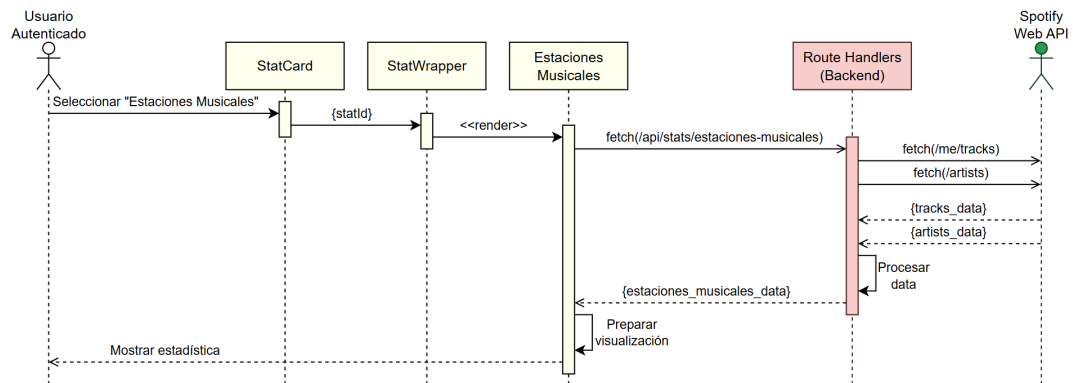 Usuario
Autenticado
Spotify
Web API
StatCard
StatWrapper
Estaciones
Musicales
Route Handlers
(Backend)
Seleccionar "Estaciones Musicales"
{statId}
<<render>>
fetch(/api/stats/estaciones-musicales)
fetch(/me/tracks)
fetch(/artists)
{tracks_data}
{artists_data}
Procesar
data
{estaciones_musicales_data}
Preparar
visualización
Mostrar estadística